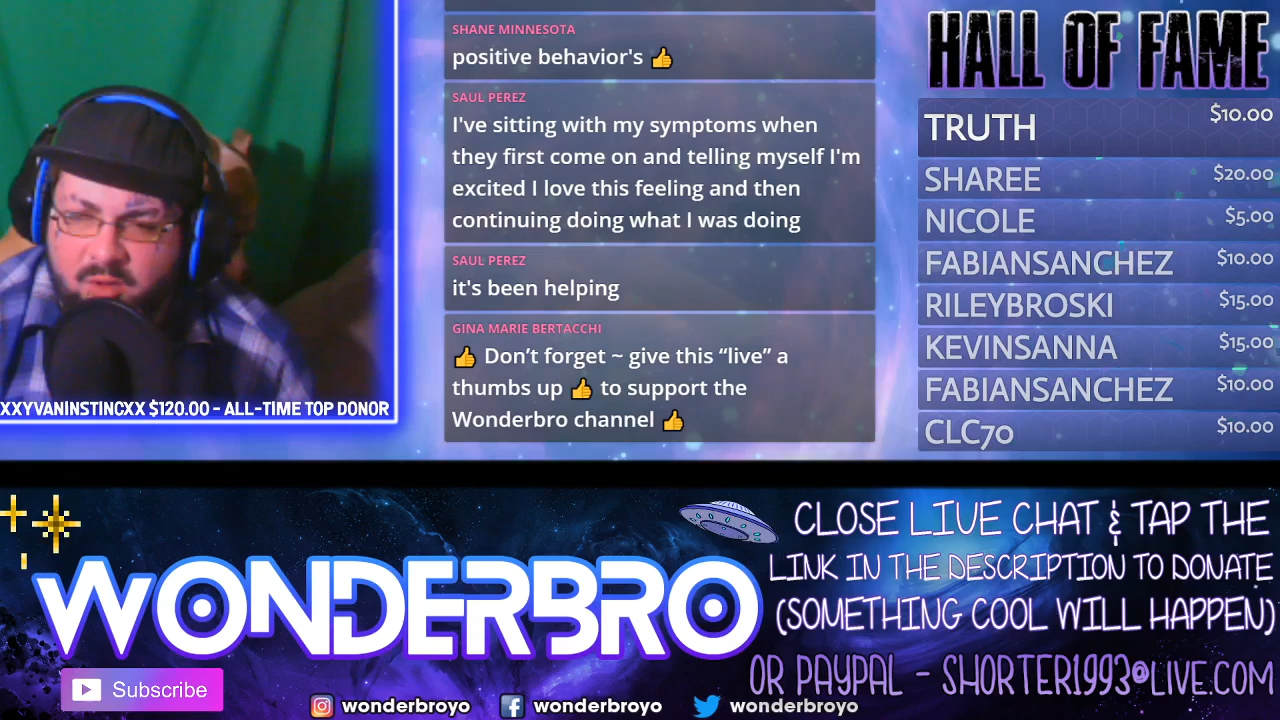 SHANE MINNESOTA
positive behavior's 👍
SAUL PEREZ
I've sitting with my symptoms when
they first come on and telling myself I'm
excited I love this feeling and then
continuing doing what I was doing
SAUL PEREZ
it's been helping
GINA MARIE BERTACCHI
👍 Don't forget ~ give this “live” a
thumbs up 👍 to support the
Wonderbro channel 👍
HALL OF FAME
TRUTH $10.00
SHAREE $20.00
NICOLE $5.00
FABIANSANCHEZ $10.00
RILEYBROSKI $15.00
KEVINSANNA $15.00
FABIANSANCHEZ $10.00
CLC70 $10.00
XXYVANINSTINCXX $120.00 - ALL-TIME TOP DONOR
WONDERBRO
CLOSE LIVE CHAT & TAP THE
LINK IN THE DESCRIPTION TO DONATE
(SOMETHING COOL WILL HAPPEN)
OR PAYPAL - SHORTER1993@LIVE.COM
Subscribe
wonderbroyo wonderbroyo wonderbroyo